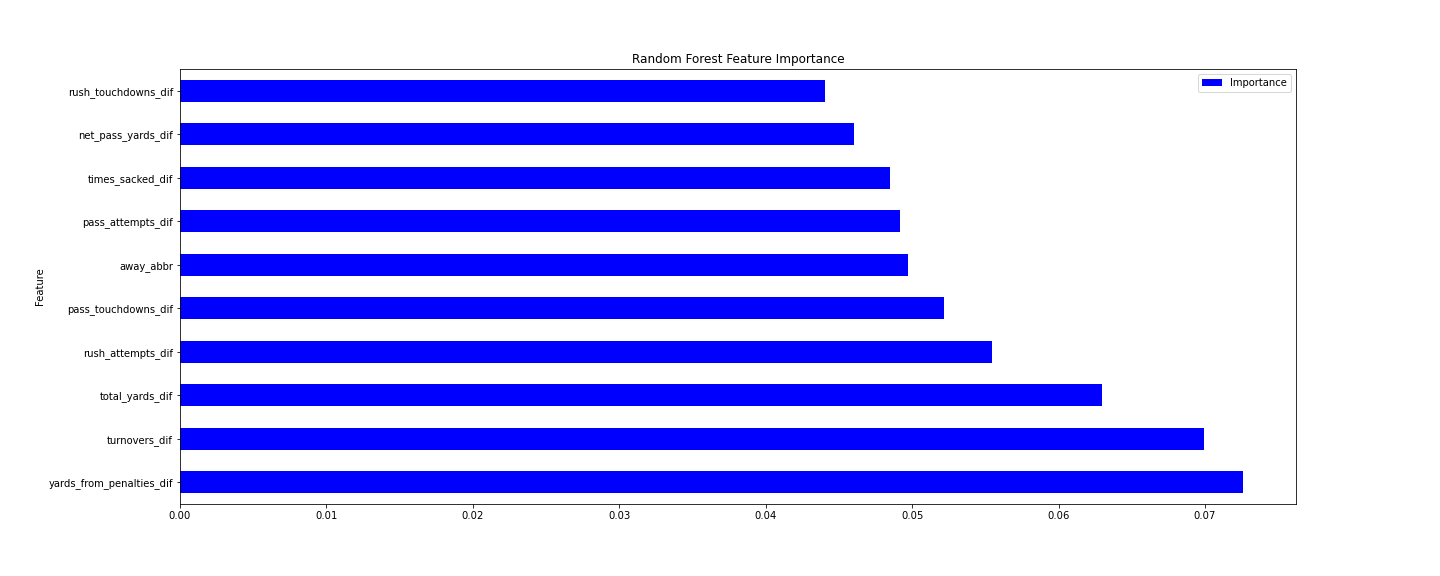 Random Forest Feature Importance
Importance
rush_touchdowns_dif
net_pass_yards_dif
times_sacked_dif
pass_attempts_dif
away_abbr
pass_touchdowns_dif
rush_attempts_dif
total_yards_dif
turnovers_dif
yards_from_penalties_dif
Feature
0.00 0.01 0.02 0.03 0.04 0.05 0.06 0.07